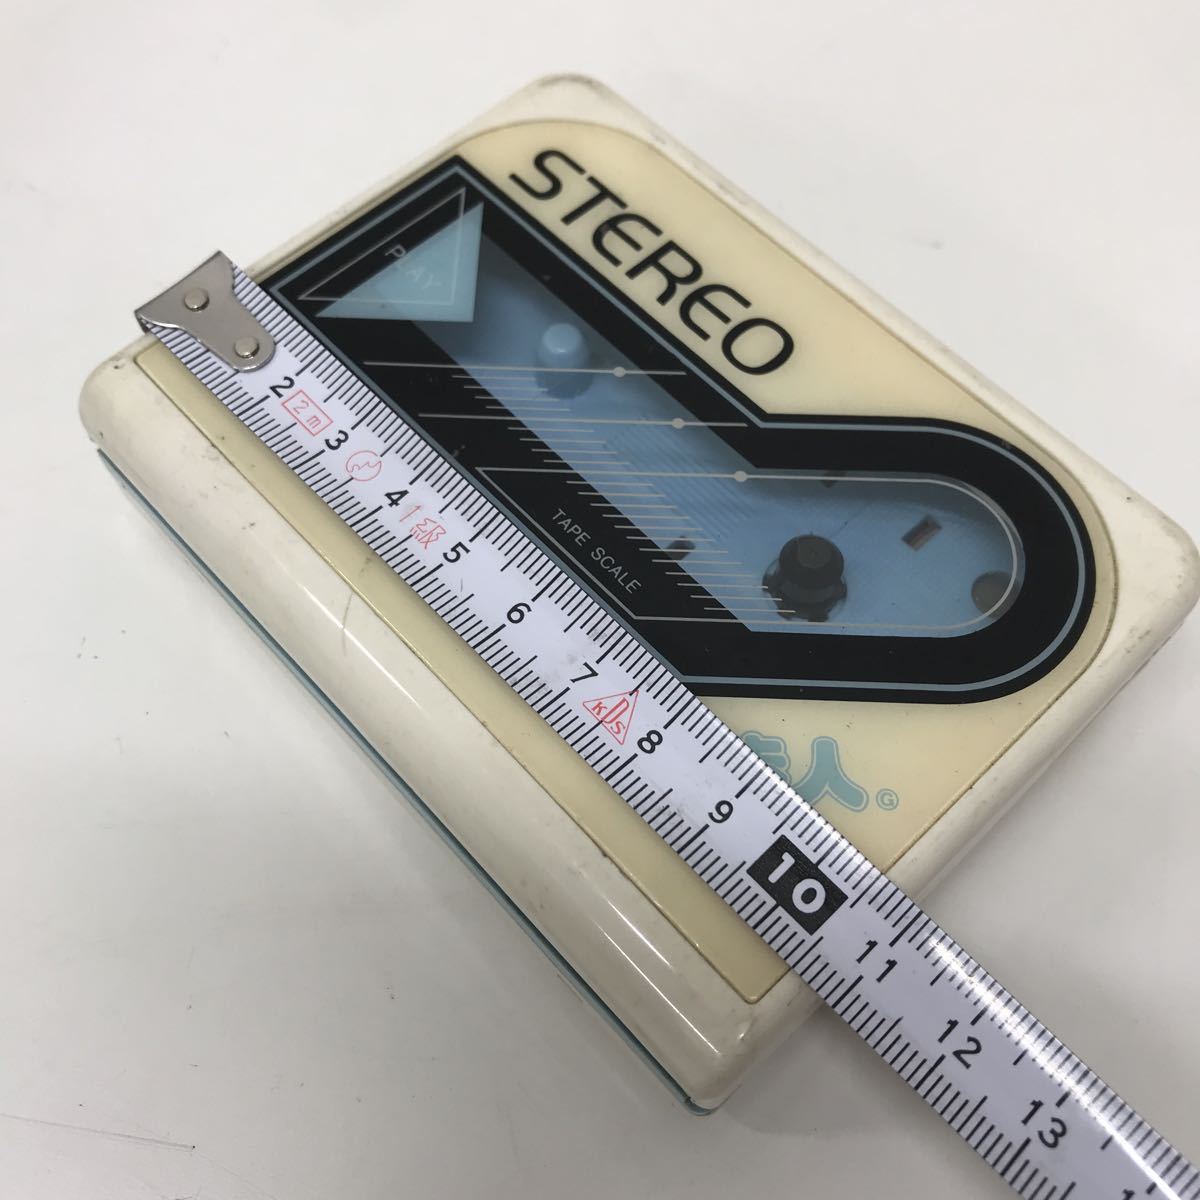 STEREO
PLAY
TAPE SCALE
人 G
2 2m 3 4 1級 5 6 7 KDS 8 9 10 11 12 13